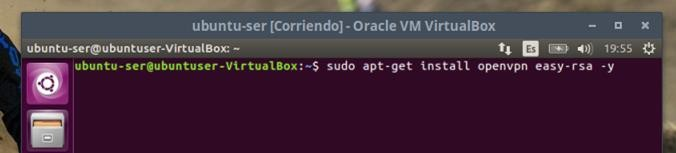 ubuntu-ser [Corriendo] - Oracle VM VirtualBox
ubuntu-ser@ubuntuser-VirtualBox: ~ Es 19:55
ubuntu-ser@ubuntuser-VirtualBox:~$ sudo apt-get install openvpn easy-rsa -y